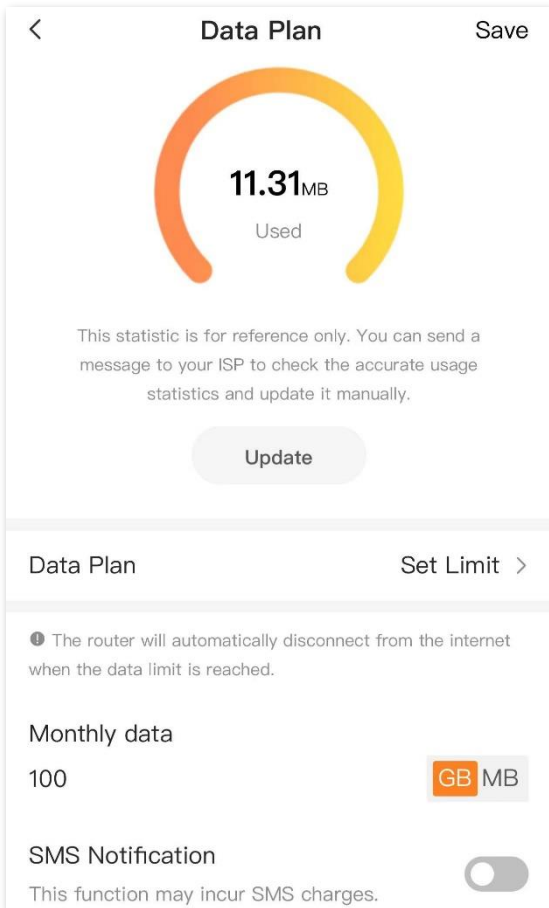 Data Plan Save
11.31MB
Used
This statistic is for reference only. You can send a
message to your ISP to check the accurate usage
statistics and update it manually.
Update
Data Plan Set Limit
The router will automatically disconnect from the internet
when the data limit is reached.
Monthly data
100 GB MB
SMS Notification
This function may incur SMS charges.